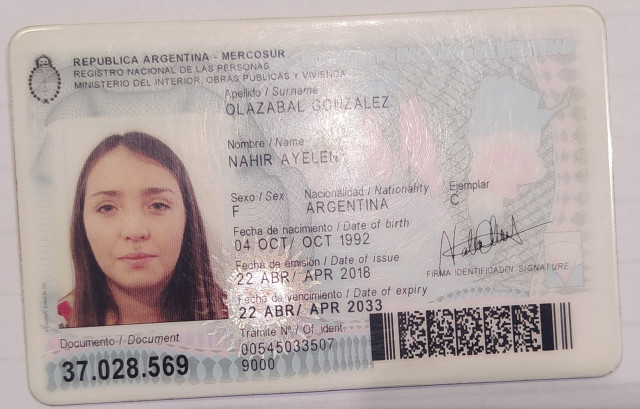 REPUBLICA ARGENTINA - MERCOSUR
REGISTRO NACIONAL DE LAS PERSONAS
MINISTERIO DEL INTERIOR, OBRAS PUBLICAS Y VIVIENDA
Apellido / Surname
OLAZABAL GONZALEZ
Nombre / Name
NAHIR AYELEN
Sexo / Sex Nacionalidad / Nationality Ejemplar
F ARGENTINA C
Fecha de nacimiento / Date of birth
04 OCT/ OCT 1992
Fecha de emisión / Date of issue
22 ABR/ APR 2018
FIRMA IDENTIFICADO/ SIGNATURE
Fecha de vencimiento / Date of expiry
22 ABR/ APR 2033
Documento / Document
37.028.569
Trámite Nº / Of. ident.
00545033507
9000